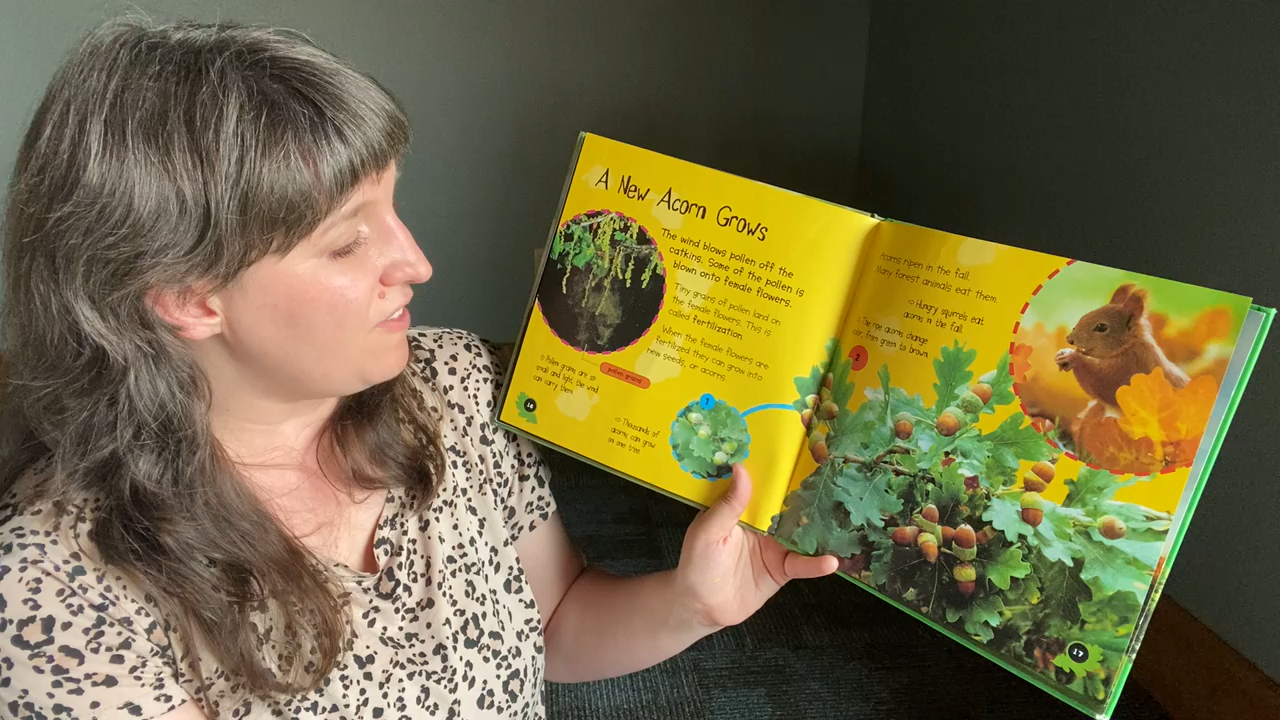 A New Acorn Grows
The wind blows pollen off the
catkins. Some of the pollen is
blown onto female flowers.
Tiny grains of pollen land on
the female flowers. This is
called fertilization.
When the female flowers are
fertilized they can grow into
new seeds, or acorns.
Pollen grains are so
small and light the wind
can carry them.
pollen grains
16
Thousands of
acorns can grow
on one tree.
1
Acorns ripen in the fall.
Many forest animals eat them.
Hungry squirrels eat
acorns in the fall.
The ripe acorns change
color, from green to brown.
2
17